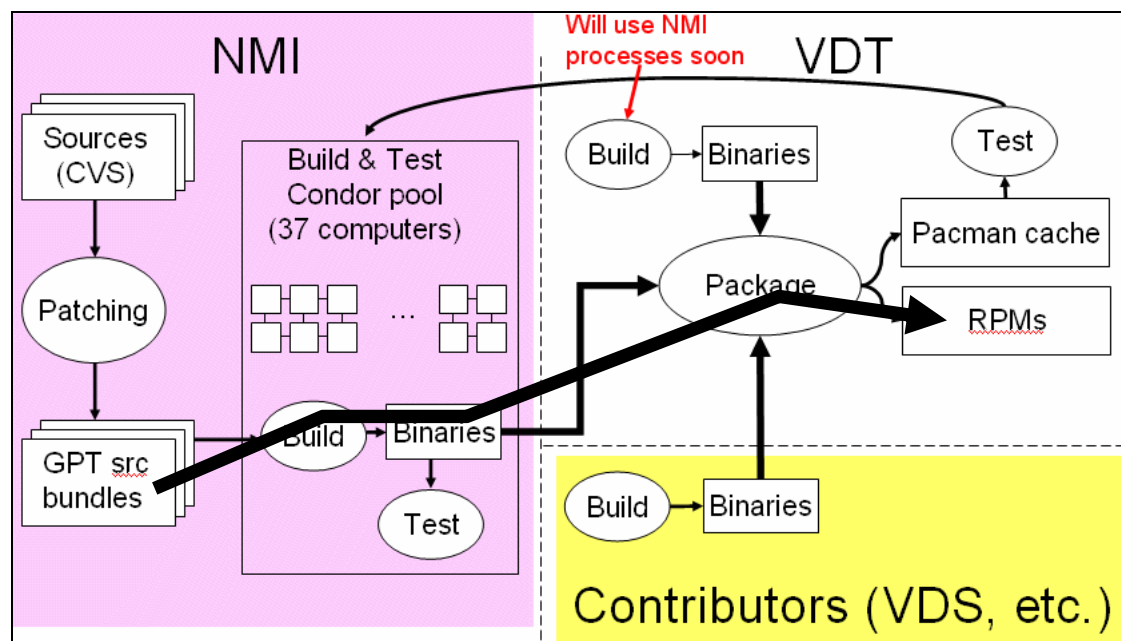 NMI
Sources
(CVS)
Patching
GPT src
bundles
Build & Test
Condor pool
(37 computers)
...
Build
Binaries
Test
Will use NMI
processes soon
VDT
Build
Binaries
Test
Pacman cache
Package
RPMs
Build
Binaries
Contributors (VDS, etc.)